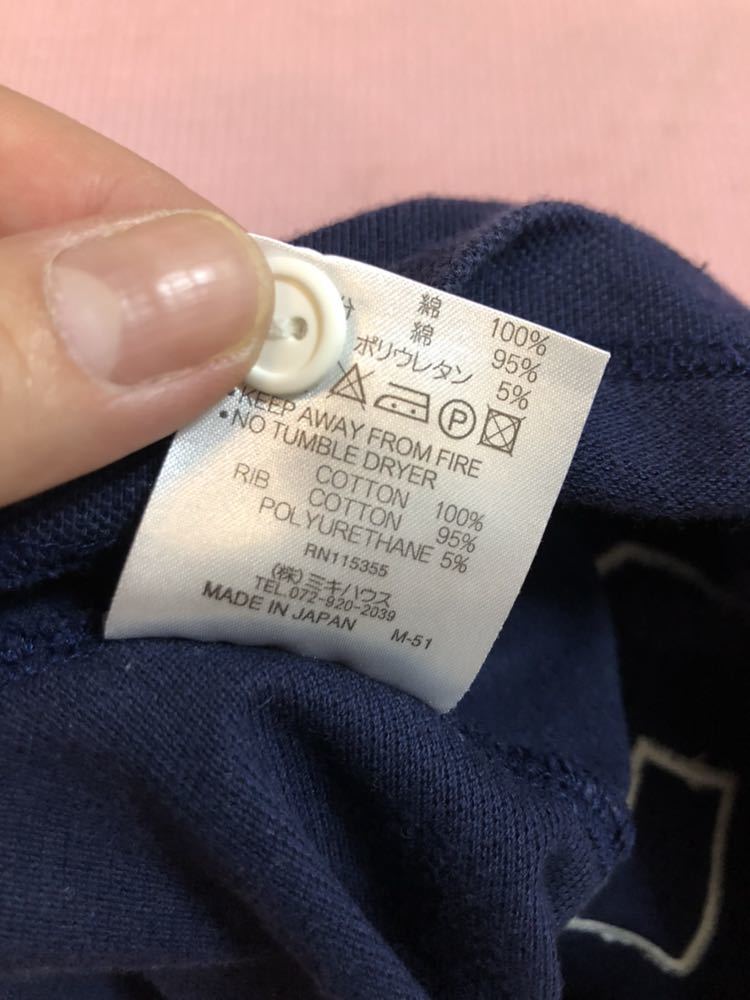 分 綿 100%
綿 95%
ポリウレタン 5%
P
•KEEP AWAY FROM FIRE
•NO TUMBLE DRYER
COTTON 100%
RIB COTTON 95%
POLYURETHANE 5%
RN115355
(株)ミキハウス
TEL.072-920-2039
MADE IN JAPAN M-51